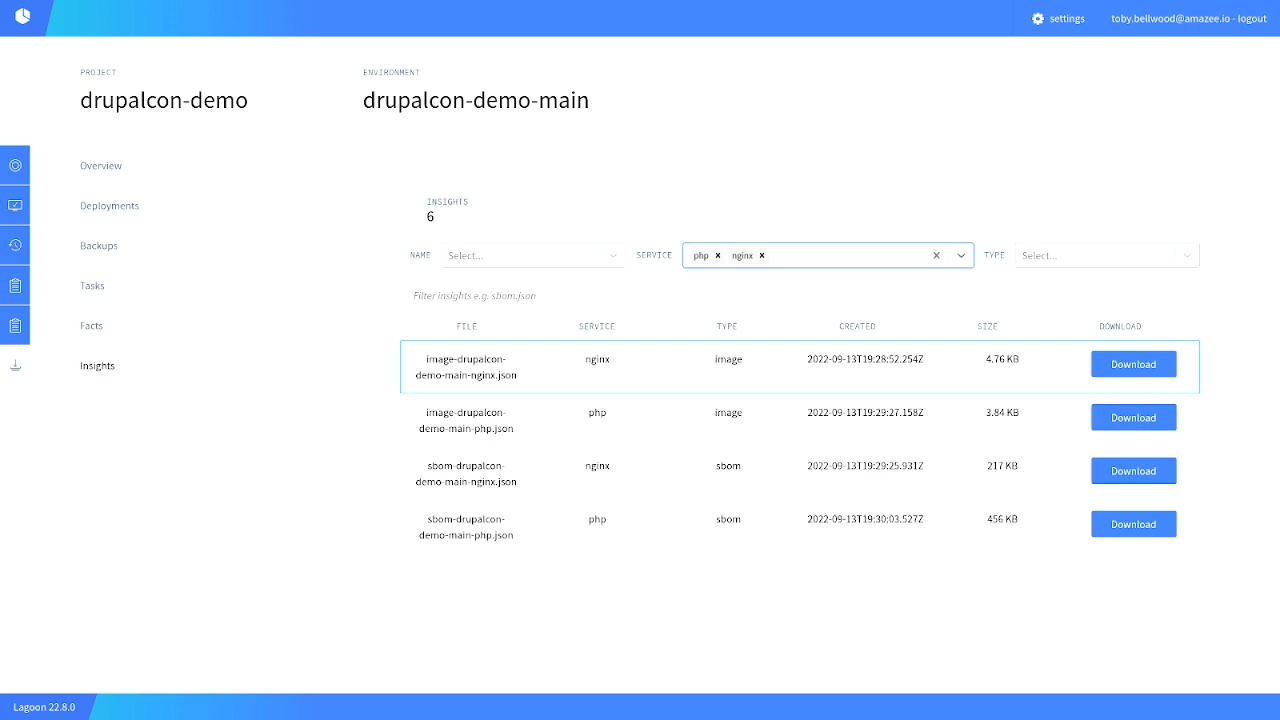 settings
toby.bellwood@amazee.io - logout
PROJECT
drupalcon-demo
ENVIRONMENT
drupalcon-demo-main
Overview
Deployments
Backups
Tasks
Facts
Insights
INSIGHTS
6
NAME Select... SERVICE php × nginx × TYPE Select...
Filter insights e.g. sbom.json
FILE SERVICE TYPE CREATED SIZE DOWNLOAD
image-drupalcon-
demo-main-nginx.json
nginx image 2022-09-13T19:28:52.254Z 4.76 KB Download
image-drupalcon-
demo-main-php.json
php image 2022-09-13T19:29:27.158Z 3.84 KB Download
sbom-drupalcon-
demo-main-nginx.json
nginx sbom 2022-09-13T19:29:25.931Z 217 KB Download
sbom-drupalcon-
demo-main-php.json
php sbom 2022-09-13T19:30:03.527Z 456 KB Download
Lagoon 22.8.0